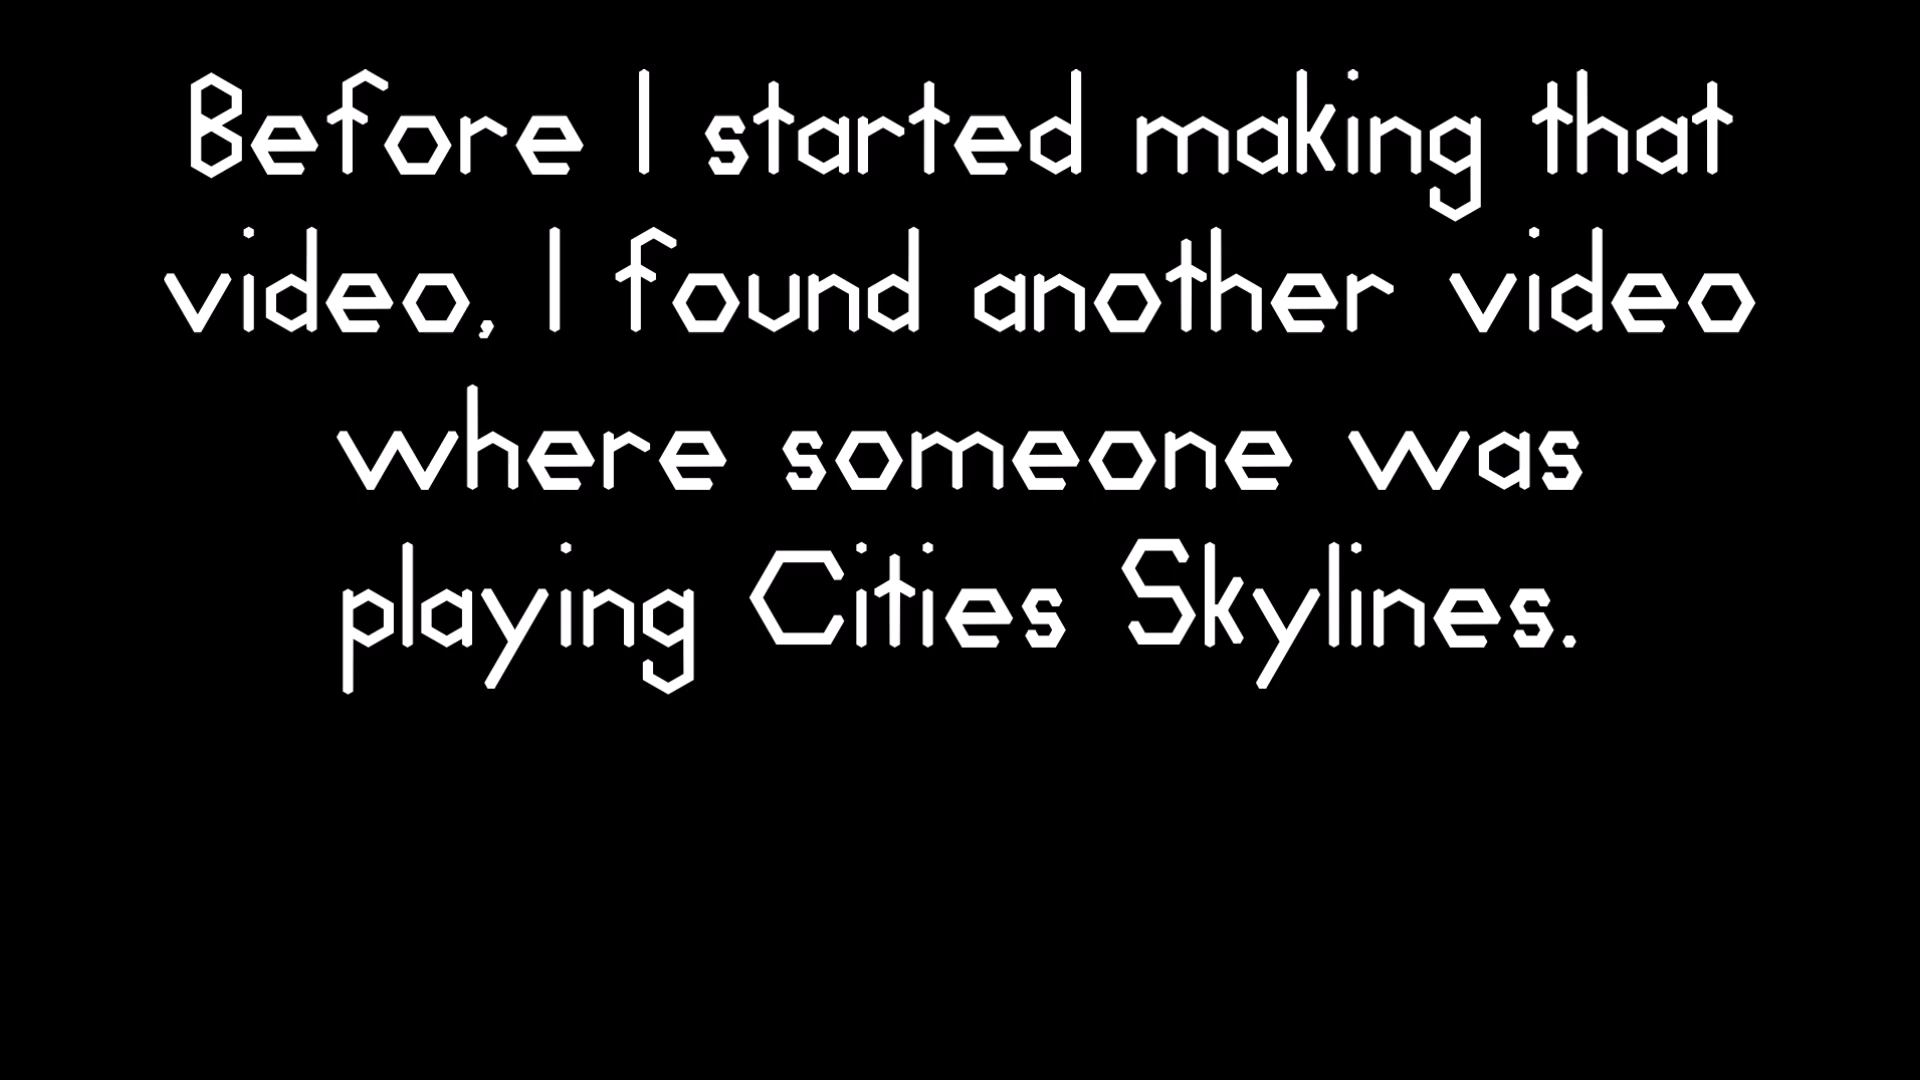 Before I started making that
video, I found another video
where someone was
playing Cities Skylines.